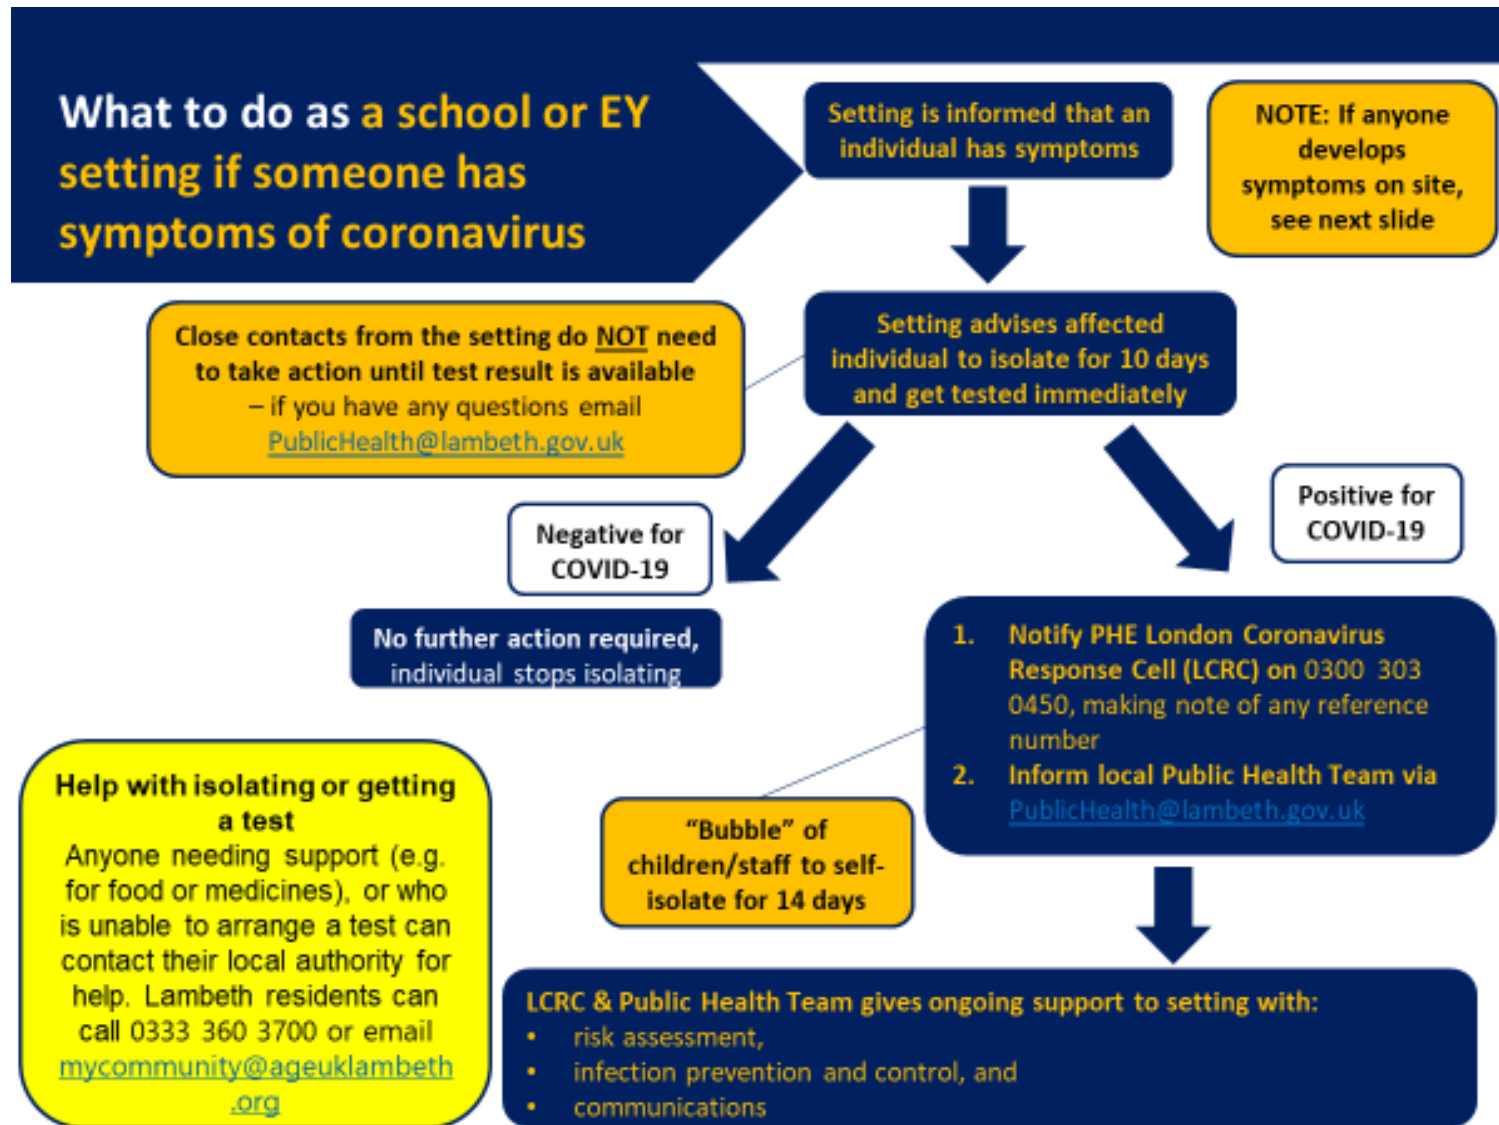 What to do as a school or EY
setting if someone has
symptoms of coronavirus
Setting is informed that an
individual has symptoms
NOTE: If anyone
develops
symptoms on site,
see next slide
Close contacts from the setting do NOT need
to take action until test result is available
– if you have any questions email
PublicHealth@lambeth.gov.uk
Setting advises affected
individual to isolate for 10 days
and get tested immediately
Negative for
COVID-19
Positive for
COVID-19
No further action required,
individual stops isolating
1. Notify PHE London Coronavirus
Response Cell (LCRC) on 0300 303
0450, making note of any reference
number
2. Inform local Public Health Team via
PublicHealth@lambeth.gov.uk
"Bubble" of
children/staff to self-
isolate for 14 days
Help with isolating or getting
a test
Anyone needing support (e.g.
for food or medicines), or who
is unable to arrange a test can
contact their local authority for
help. Lambeth residents can
call 0333 360 3700 or email
mycommunity@ageuklambeth
.org
LCRC & Public Health Team gives ongoing support to setting with:
• risk assessment,
• infection prevention and control, and
• communications